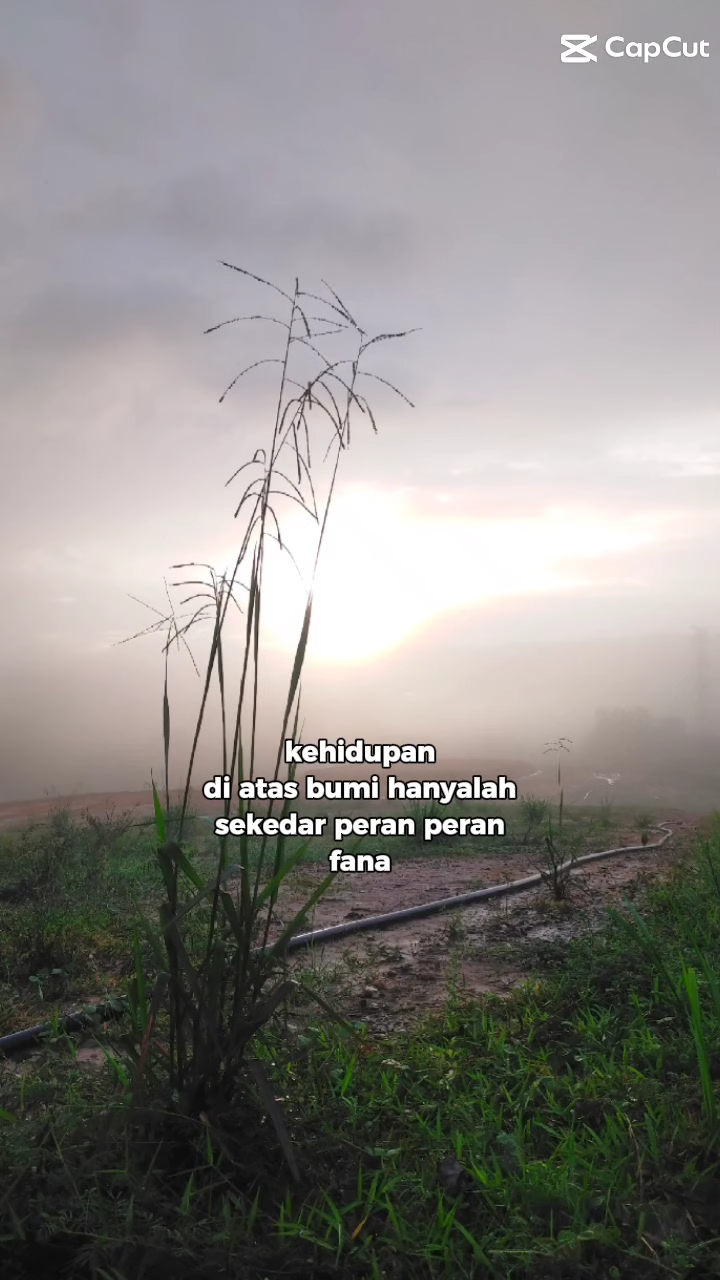 CapCut
kehidupan
di atas bumi hanyalah
sekedar peran peran
fana